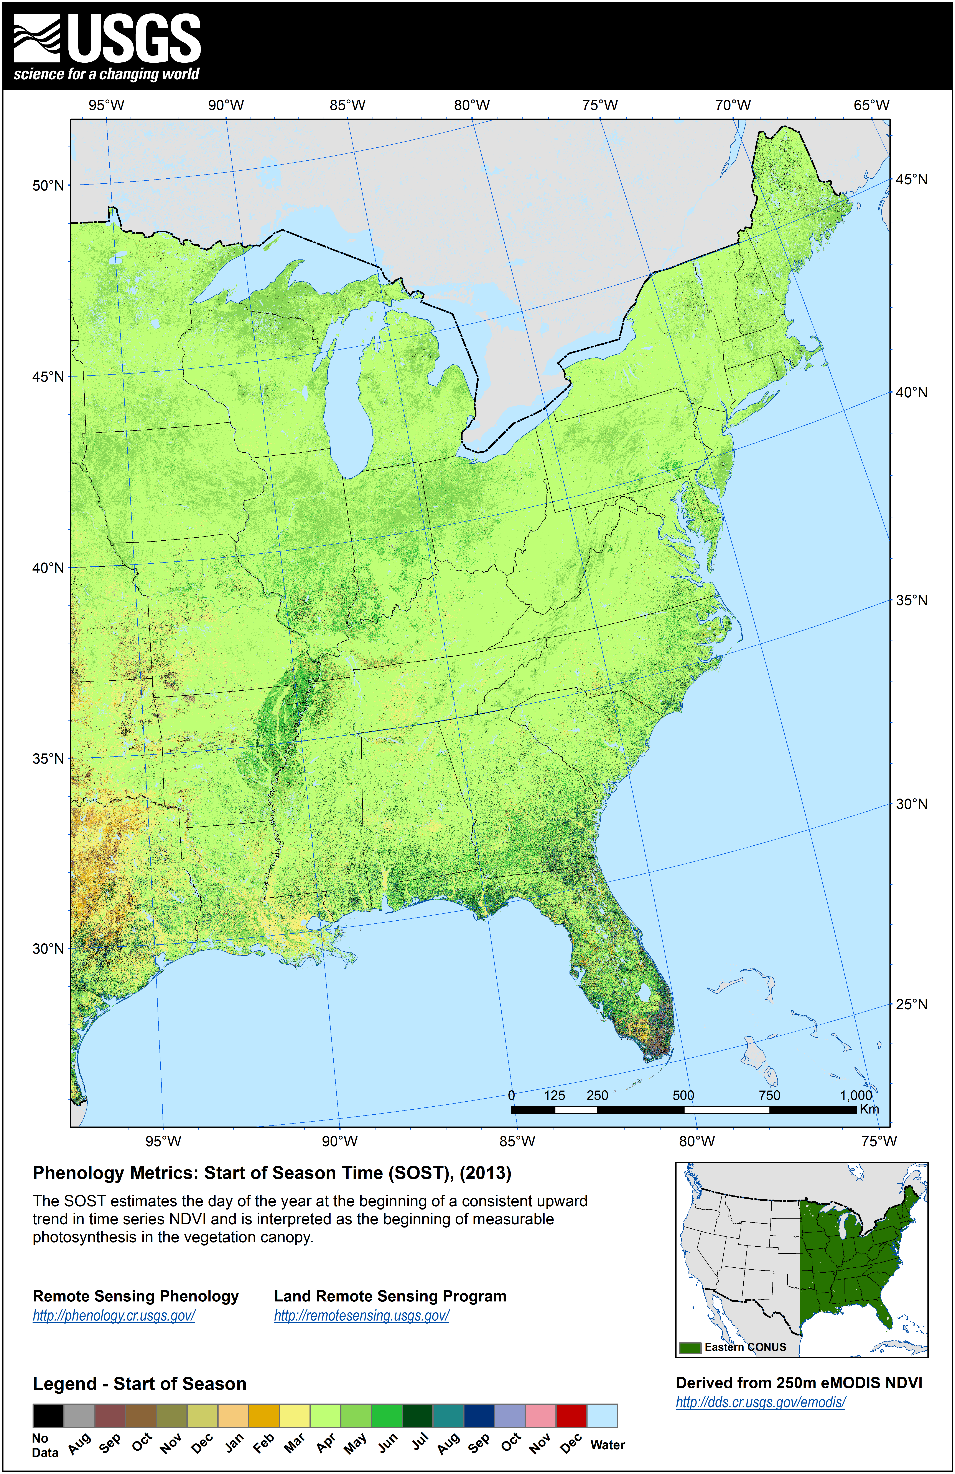 USGS
science for a changing world
95°W 90°W 85°W 80°W 75°W 70°W 65°W
50°N
45°N
45°N
40°N
40°N
35°N
35°N
30°N
30°N
25°N
0 125 250 500 750 1,000
Km
95°W 90°W 85°W 80°W 75°W
Phenology Metrics: Start of Season Time (SOST), (2013)
The SOST estimates the day of the year at the beginning of a consistent upward
trend in time series NDVI and is interpreted as the beginning of measurable
photosynthesis in the vegetation canopy.
Remote Sensing Phenology
http://phenology.cr.usgs.gov/
Land Remote Sensing Program
http://remotesensing.usgs.gov/
Eastern CONUS
Legend - Start of Season
No Data Aug Sep Oct Nov Dec Jan Feb Mar Apr May Jun Jul Aug Sep Oct Nov Dec Water
Derived from 250m eMODIS NDVI
http://dds.cr.usgs.gov/emodis/